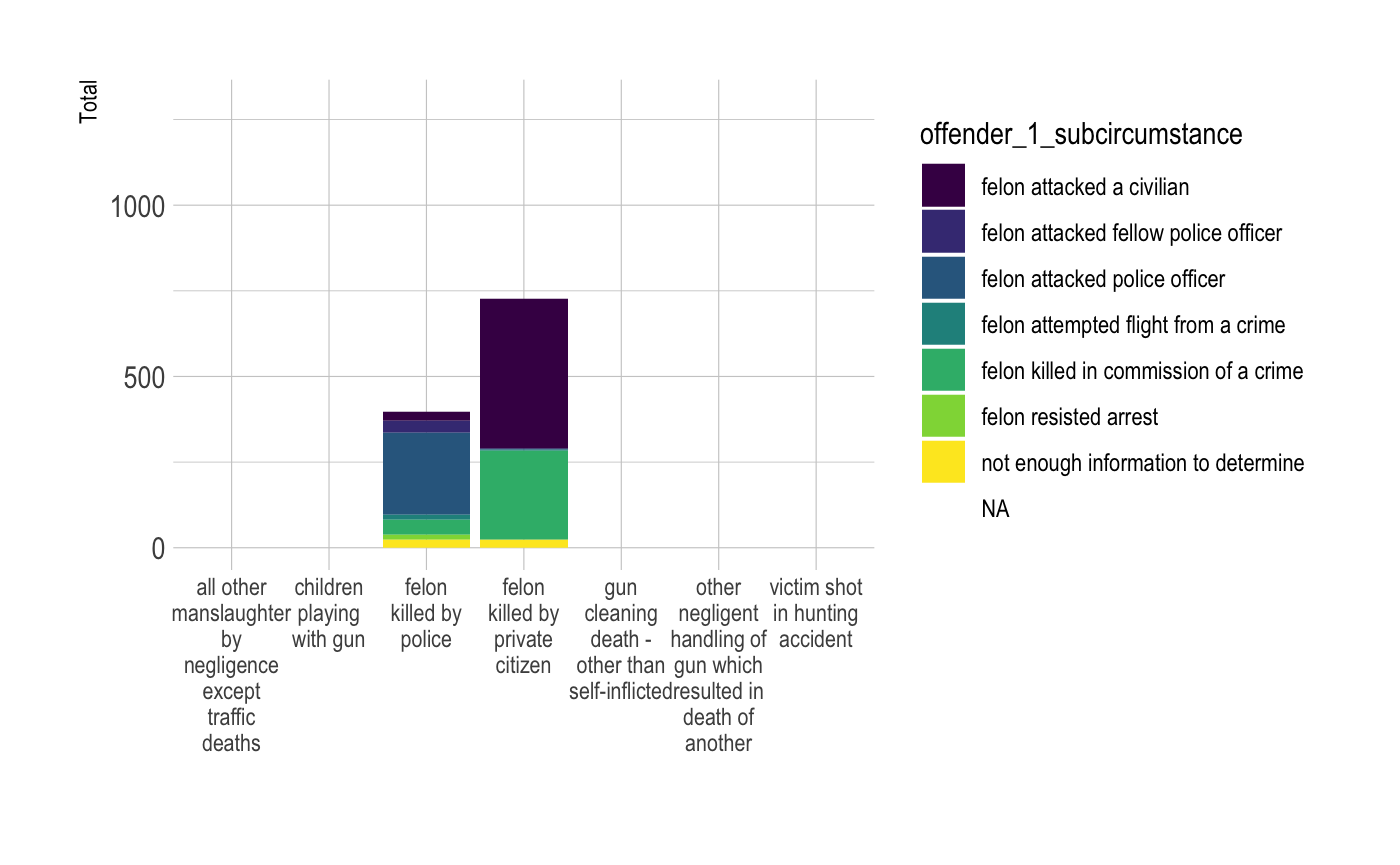 Total
1000
500
0
all other
manslaughter
by
negligence
except
traffic
deaths
children
playing
with gun
felon
killed by
police
felon
killed by
private
citizen
gun
cleaning
death -
other than
self-inflicted
other
negligent
handling of
gun which
resulted in
death of
another
victim shot
in hunting
accident
offender_1_subcircumstance
felon attacked a civilian
felon attacked fellow police officer
felon attacked police officer
felon attempted flight from a crime
felon killed in commission of a crime
felon resisted arrest
not enough information to determine
NA